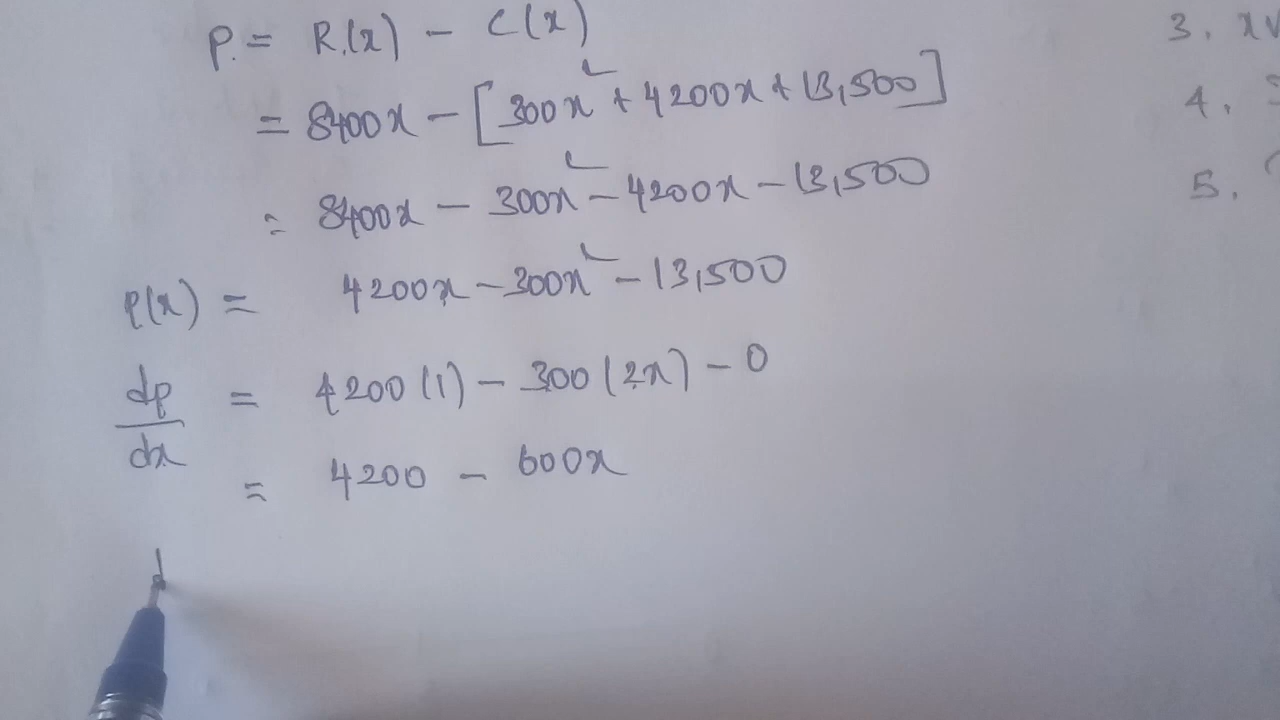 P = R(x) - C(x)
= 8400x - [300x² + 4200x + 13,500]
= 8400x - 300x² - 4200x - 13,500
P(x) = 4200x - 300x² - 13,500
dp/dx = 4200(1) - 300(2x) - 0
= 4200 - 600x
d
3. x
4.
5.